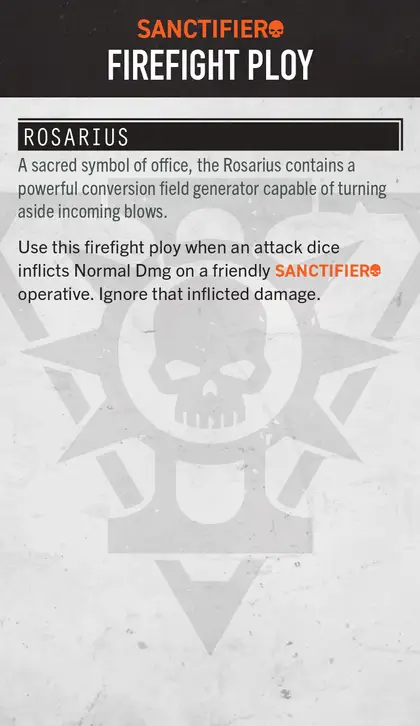 SANCTIFIER
FIREFIGHT PLOY
ROSARIUS
A sacred symbol of office, the Rosarius contains a
powerful conversion field generator capable of turning
aside incoming blows.
Use this firefight ploy when an attack dice
inflicts Normal Dmg on a friendly SANCTIFIER
operative. Ignore that inflicted damage.